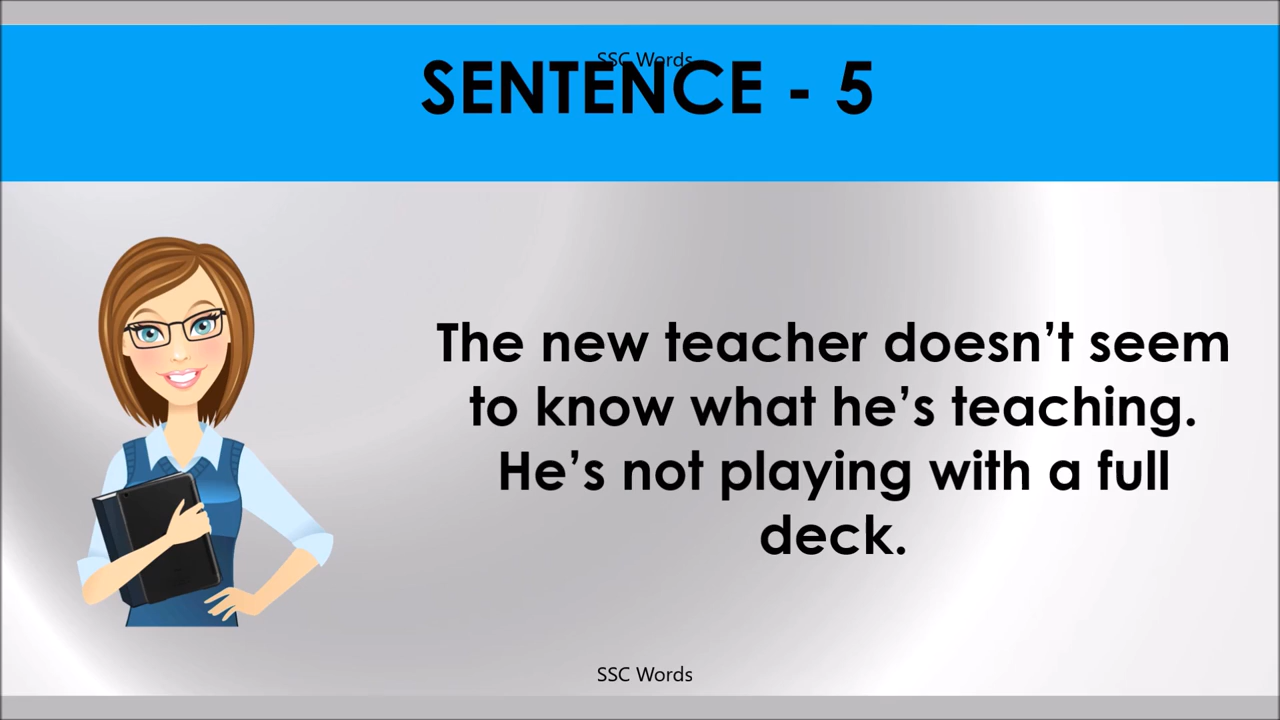 SSC Words
SENTENCE - 5
The new teacher doesn’t seem
to know what he’s teaching.
He’s not playing with a full
deck.
SSC Words